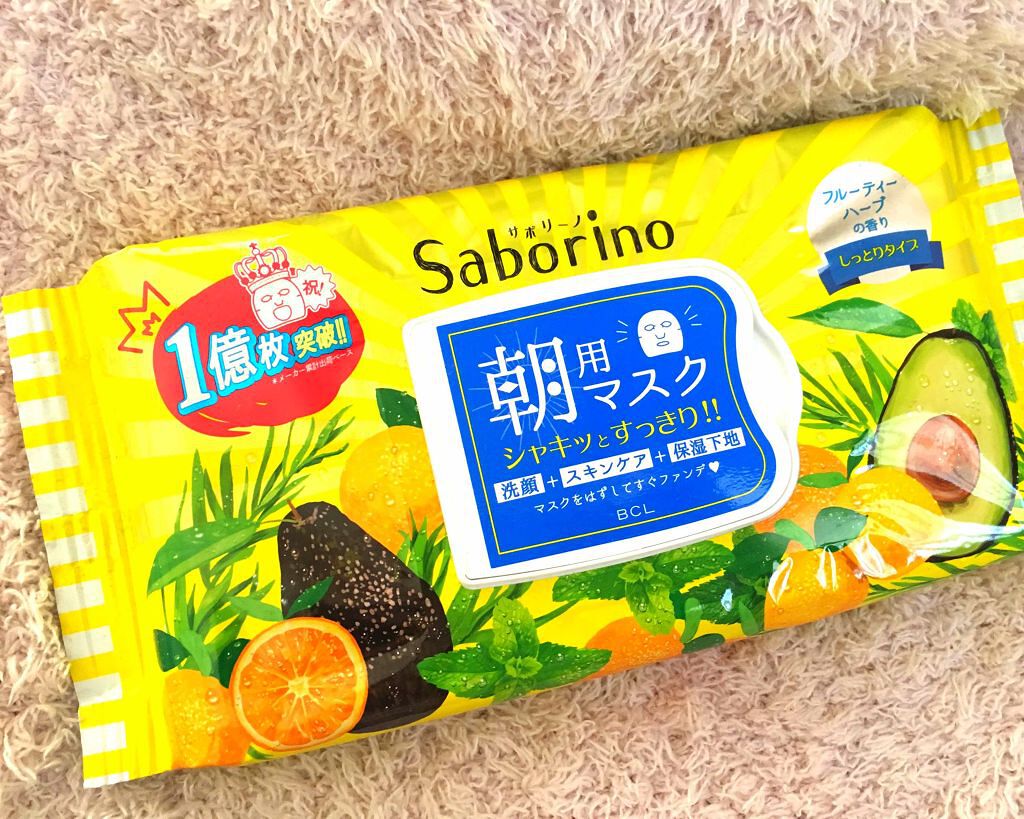 サボリーノ
Saborino
フルーティー
ハーブ
の香り
しっとりタイプ
祝!
1億枚突破!!
＊メーカー累計出荷ベース
朝用マスク
シャキッとすっきり!!
洗顔+スキンケア+保湿下地
マスクをはずしてすぐファンデ♥
BCL